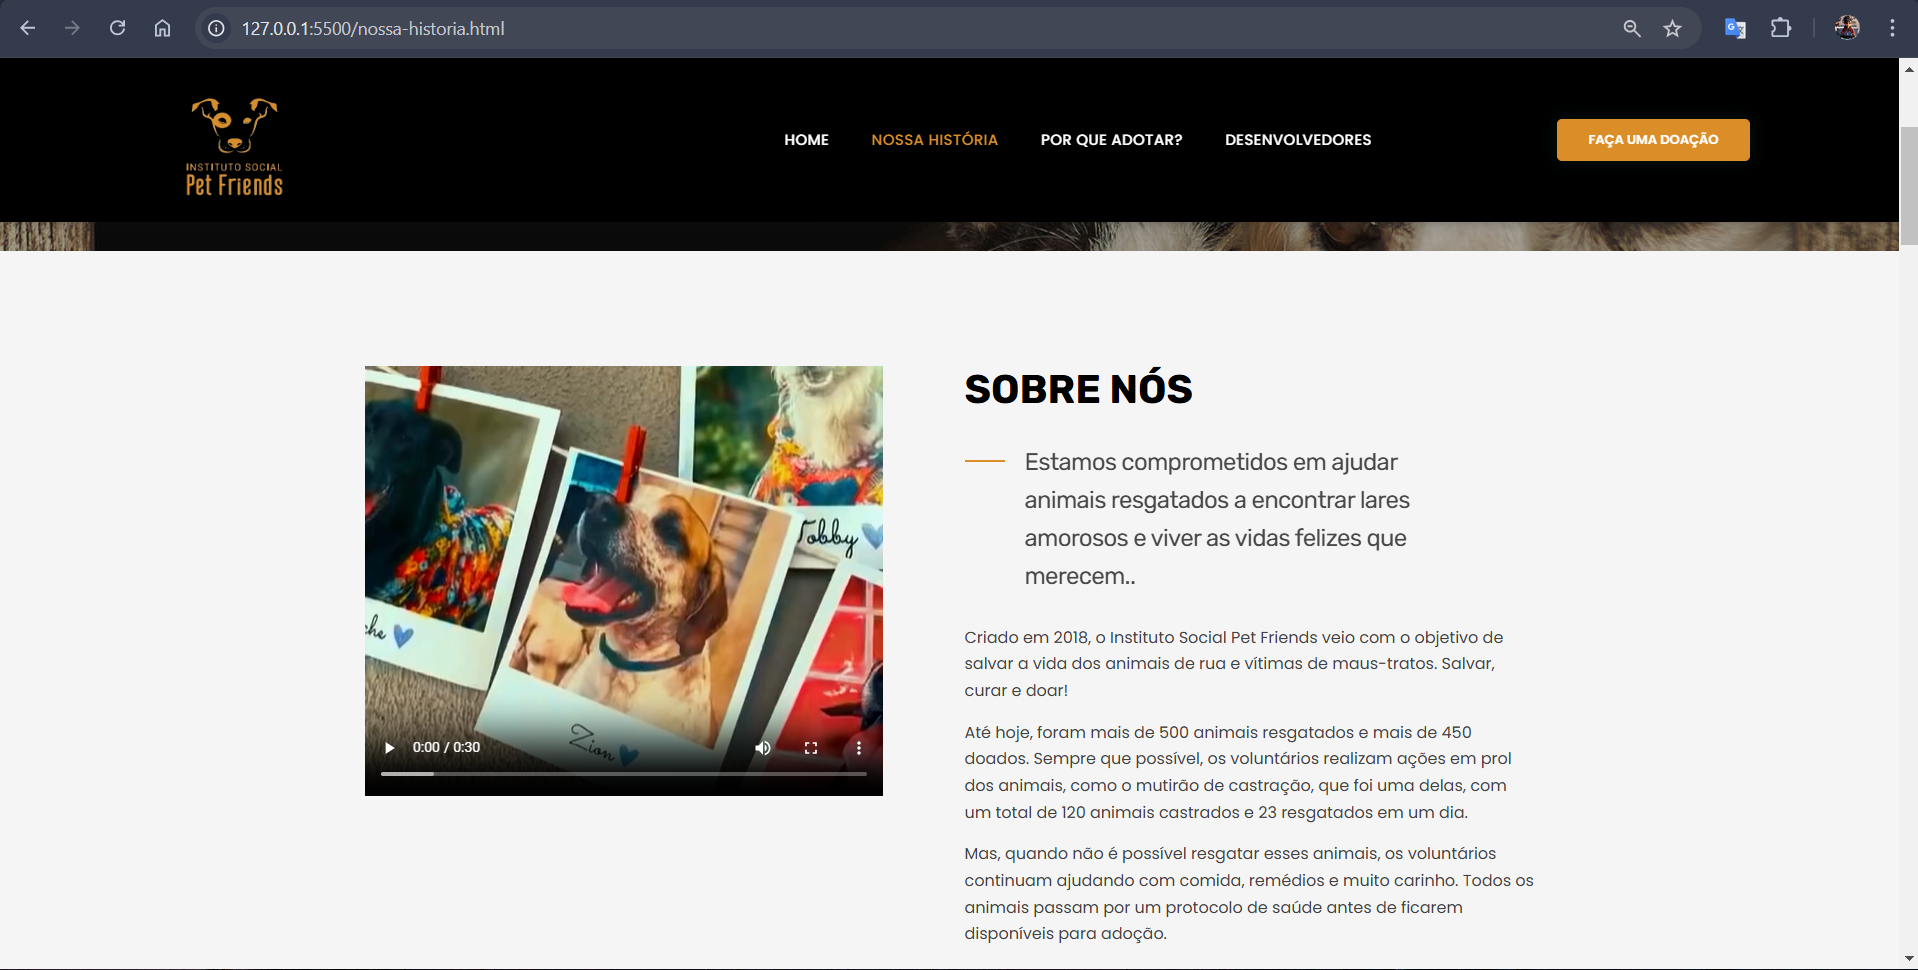 127.0.0.1:5500/nossa-historia.html
INSTITUTO SOCIAL
Pet Friends
HOME
NOSSA HISTÓRIA
POR QUE ADOTAR?
DESENVOLVEDORES
FAÇA UMA DOAÇÃO
Tobby
che
Zion
0:00 / 0:30
SOBRE NÓS
Estamos comprometidos em ajudar
animais resgatados a encontrar lares
amorosos e viver as vidas felizes que
merecem..
Criado em 2018, o Instituto Social Pet Friends veio com o objetivo de
salvar a vida dos animais de rua e vítimas de maus-tratos. Salvar,
curar e doar!
Até hoje, foram mais de 500 animais resgatados e mais de 450
doados. Sempre que possível, os voluntários realizam ações em prol
dos animais, como o mutirão de castração, que foi uma delas, com
um total de 120 animais castrados e 23 resgatados em um dia.
Mas, quando não é possível resgatar esses animais, os voluntários
continuam ajudando com comida, remédios e muito carinho. Todos os
animais passam por um protocolo de saúde antes de ficarem
disponíveis para adoção.